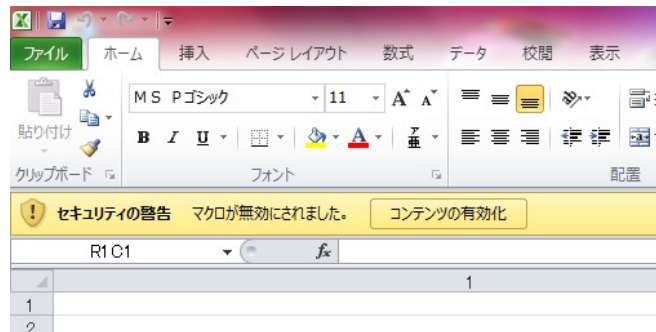 ファイル ホーム 挿入 ページ レイアウト 数式 データ 校閲 表示
MS Pゴシック 11 A A
貼り付け B I U A ア亜
クリップボード フォント 配置
セキュリティの警告 マクロが無効にされました。 コンテンツの有効化
R1C1 fx
1
1
2